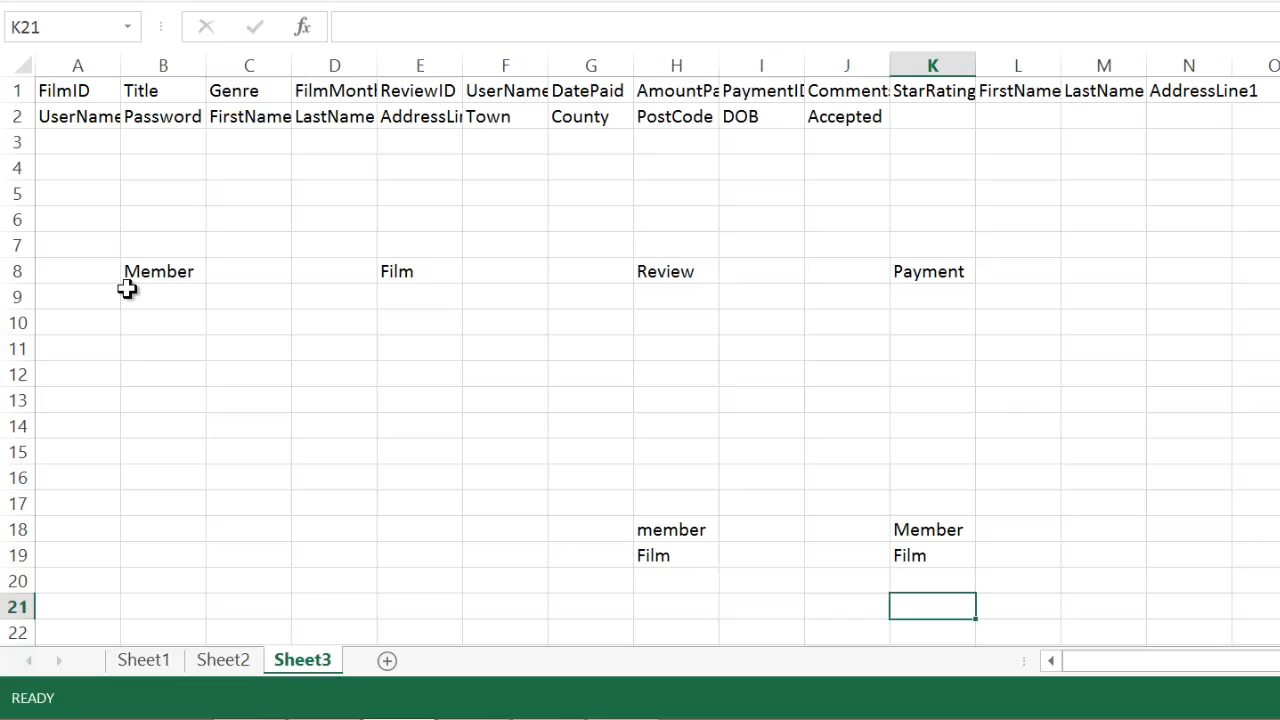 K21 fx
A B C D E F G H I J K L M N O
1 FilmID Title Genre FilmMont ReviewID UserName DatePaid AmountPa PaymentID Comments StarRating FirstName LastName AddressLine1
2 UserName Password FirstName LastName AddressLi Town County PostCode DOB Accepted
3
4
5
6
7
8 Member Film Review Payment
9
10
11
12
13
14
15
16
17
18 member Member
19 Film Film
20
21
22
Sheet1 Sheet2 Sheet3
READY